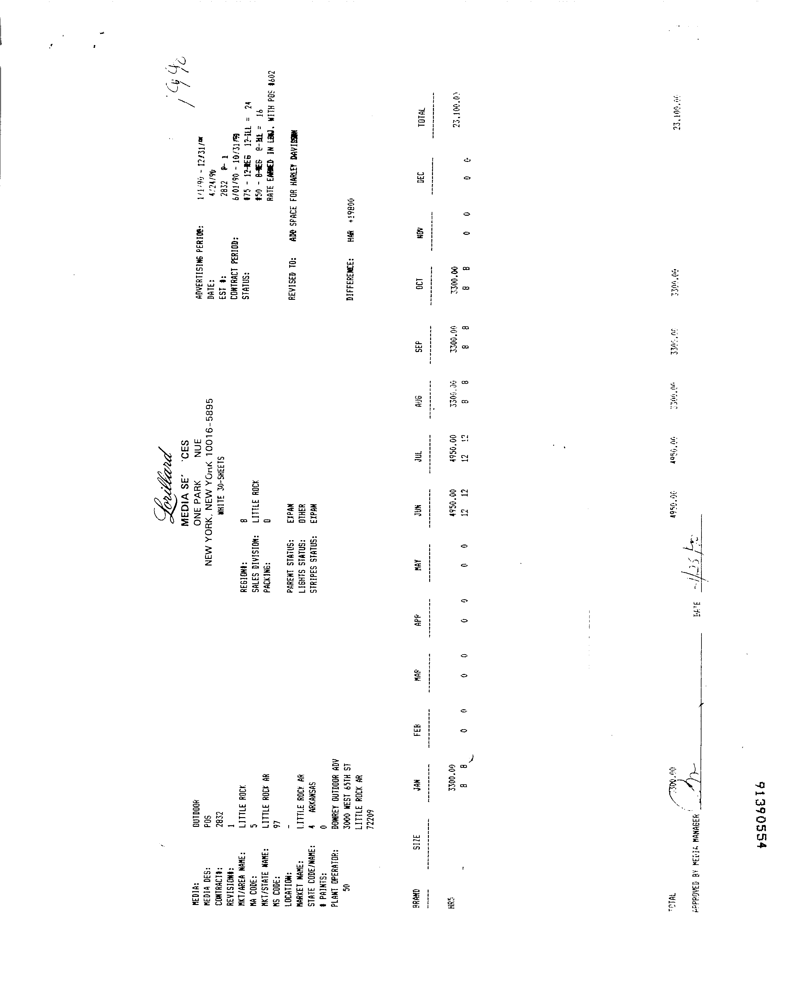 1990
Lorillard
MEDIA SE CES
ONE PARK NUE
NEW YORK, NEW YORK 10016-5895
WHITE 30-SHEETS
MEDIA: OUTDOOR
MEDIA DES: POS
CONTRACT#: 2832
REVISION#: 1
MKT/AREA NAME: LITTLE ROCK
MA CODE: 5
MKT/STATE NAME: LITTLE ROCK AR
MS CODE: 97
LOCATION: -
MARKET NAME: LITTLE ROCK AR
STATE CODE/NAME: 4 ARKANSAS
# PAINTS: 0
PLANT OPERATOR: DONREY OUTDOOR ADV
50 3000 WEST 65TH ST
LITTLE ROCK AR
72209
REGION#: 8
SALES DIVISION: LITTLE ROCK
PACKING: 0
PARENT STATUS: EXPAN
LIGHTS STATUS: OTHER
STRIPES STATUS: EXPAN
ADVERTISING PERIOD: 1/1/90 - 12/31/90
DATE: 4/24/90
EST #: 2832 P- 1
CONTRACT PERIOD: 6/01/90 - 10/31/90
STATUS: #75 - 12-REG 12-ILL = 24
#50 - 8-REG 8-ILL = 16
RATE EARNED IN CONJ. WITH POS #602
REVISED TO: ADD SPACE FOR HARLEY DAVIDSON
DIFFERENCE: HAR +19800
BRAND SIZE JAN FEB MAR APR MAY JUN JUL AUG SEP OCT NOV DEC TOTAL
HRS - 3300.00 4950.00 4950.00 3300.00 3300.00 3300.00 23,100.00
8 8 0 0 0 0 0 0 0 0 12 12 12 12 8 8 8 8 8 8 0 0 0 0
TOTAL 3300.00 4950.00 4950.00 3300.00 3300.00 3300.00 23,100.00
APPROVED BY MEDIA MANAGER DATE
91390554